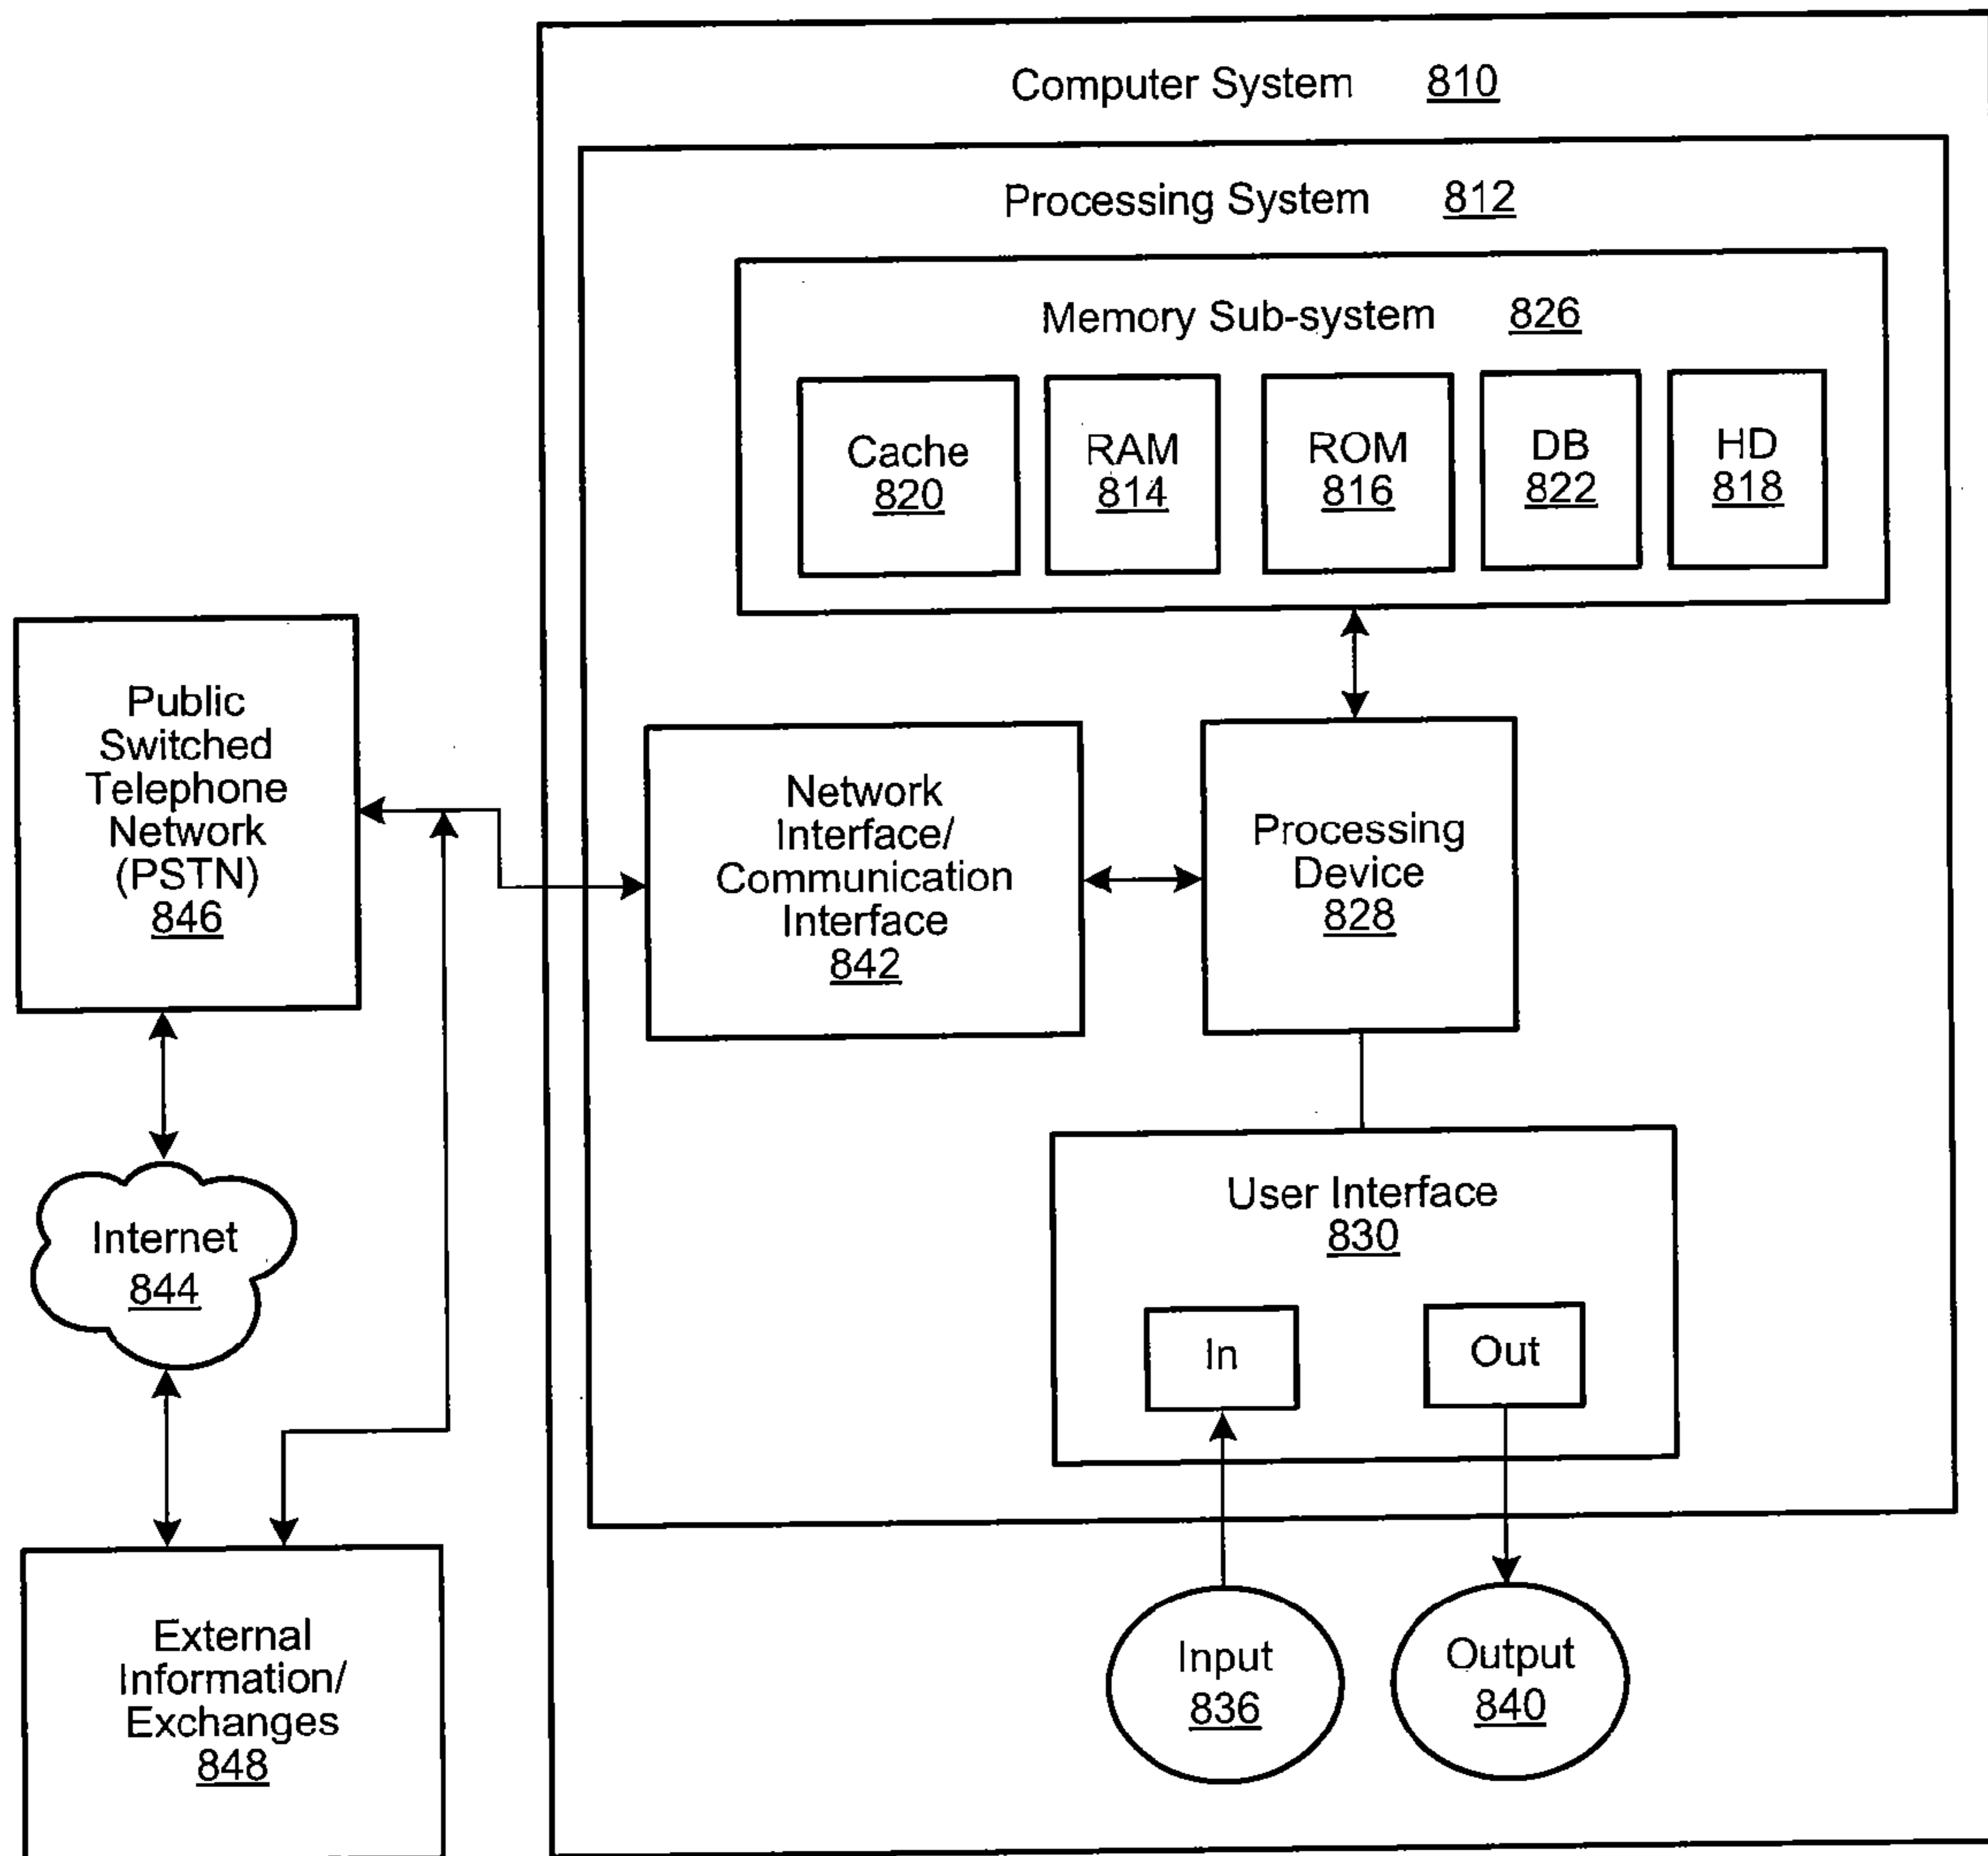 Computer System 810
Processing System 812
Memory Sub-system 826
Cache
820
RAM
814
ROM
816
DB
822
HD
818
Public
Switched
Telephone
Network
(PSTN)
846
Network
Interface/
Communication
Interface
842
Processing
Device
828
Internet
844
User Interface
830
In
Out
External
Information/
Exchanges
848
Input
836
Output
840